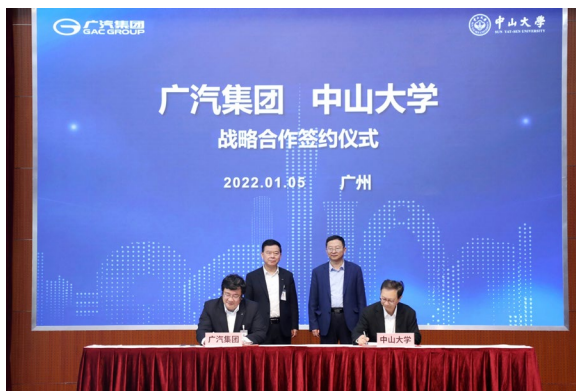 广汽集团
GAC GROUP
中山大学
SUN YAT-SEN UNIVERSITY
广汽集团 中山大学
战略合作签约仪式
2022.01.05 广州
广汽集团
中山大学